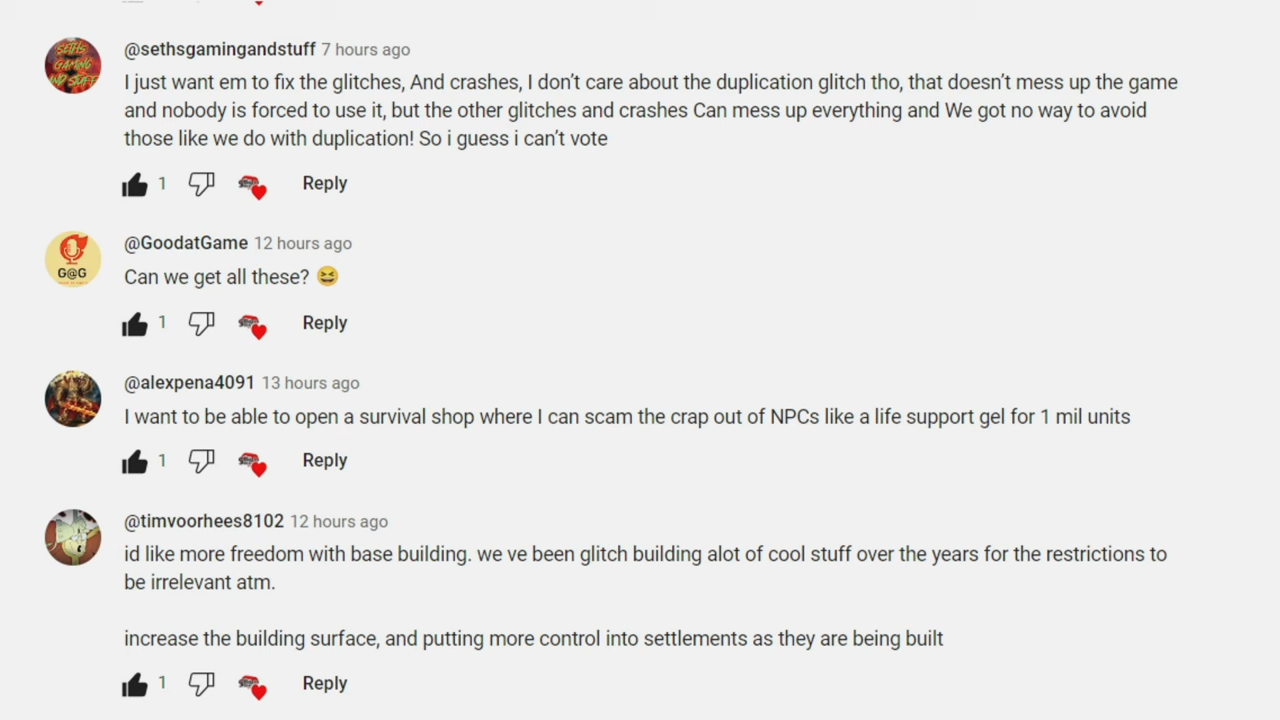 @sethsgamingandstuff 7 hours ago
SETHS
GAMING
AND STUFF
I just want em to fix the glitches, And crashes, I don’t care about the duplication glitch tho, that doesn’t mess up the game
and nobody is forced to use it, but the other glitches and crashes Can mess up everything and We got no way to avoid
those like we do with duplication! So i guess i can’t vote
1 Reply
@GoodatGame 12 hours ago
G@G
Can we get all these? 😆
1 Reply
@alexpena4091 13 hours ago
I want to be able to open a survival shop where I can scam the crap out of NPCs like a life support gel for 1 mil units
1 Reply
@timvoorhees8102 12 hours ago
id like more freedom with base building. we ve been glitch building alot of cool stuff over the years for the restrictions to
be irrelevant atm.
increase the building surface, and putting more control into settlements as they are being built
1 Reply